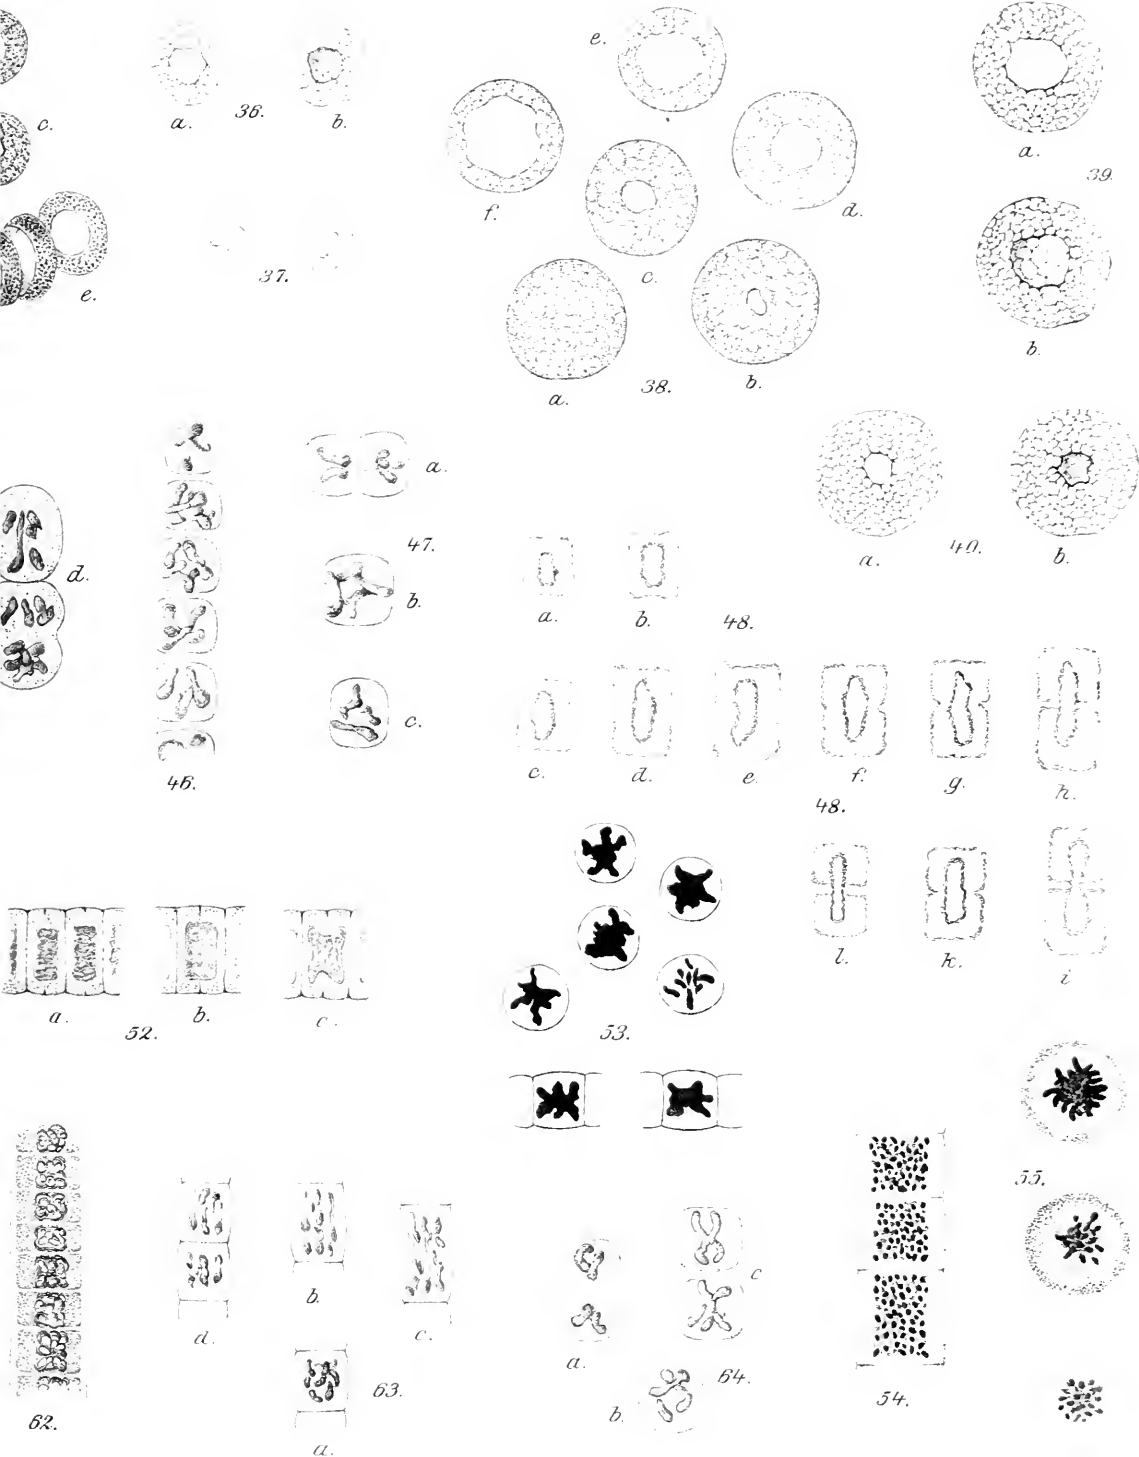 e.
c.
a.
36.
b.
a.
39.
f.
d.
c.
37.
e.
b.
38.
b.
a.
a.
47.
40.
a.
b.
d.
b.
a.
b.
48.
c.
46.
c.
d.
e.
f.
g.
h.
48.
l.
k.
i
a.
52.
b.
c.
53.
55.
c
b.
d.
c.
a.
64.
63.
54.
b.
62.
a.